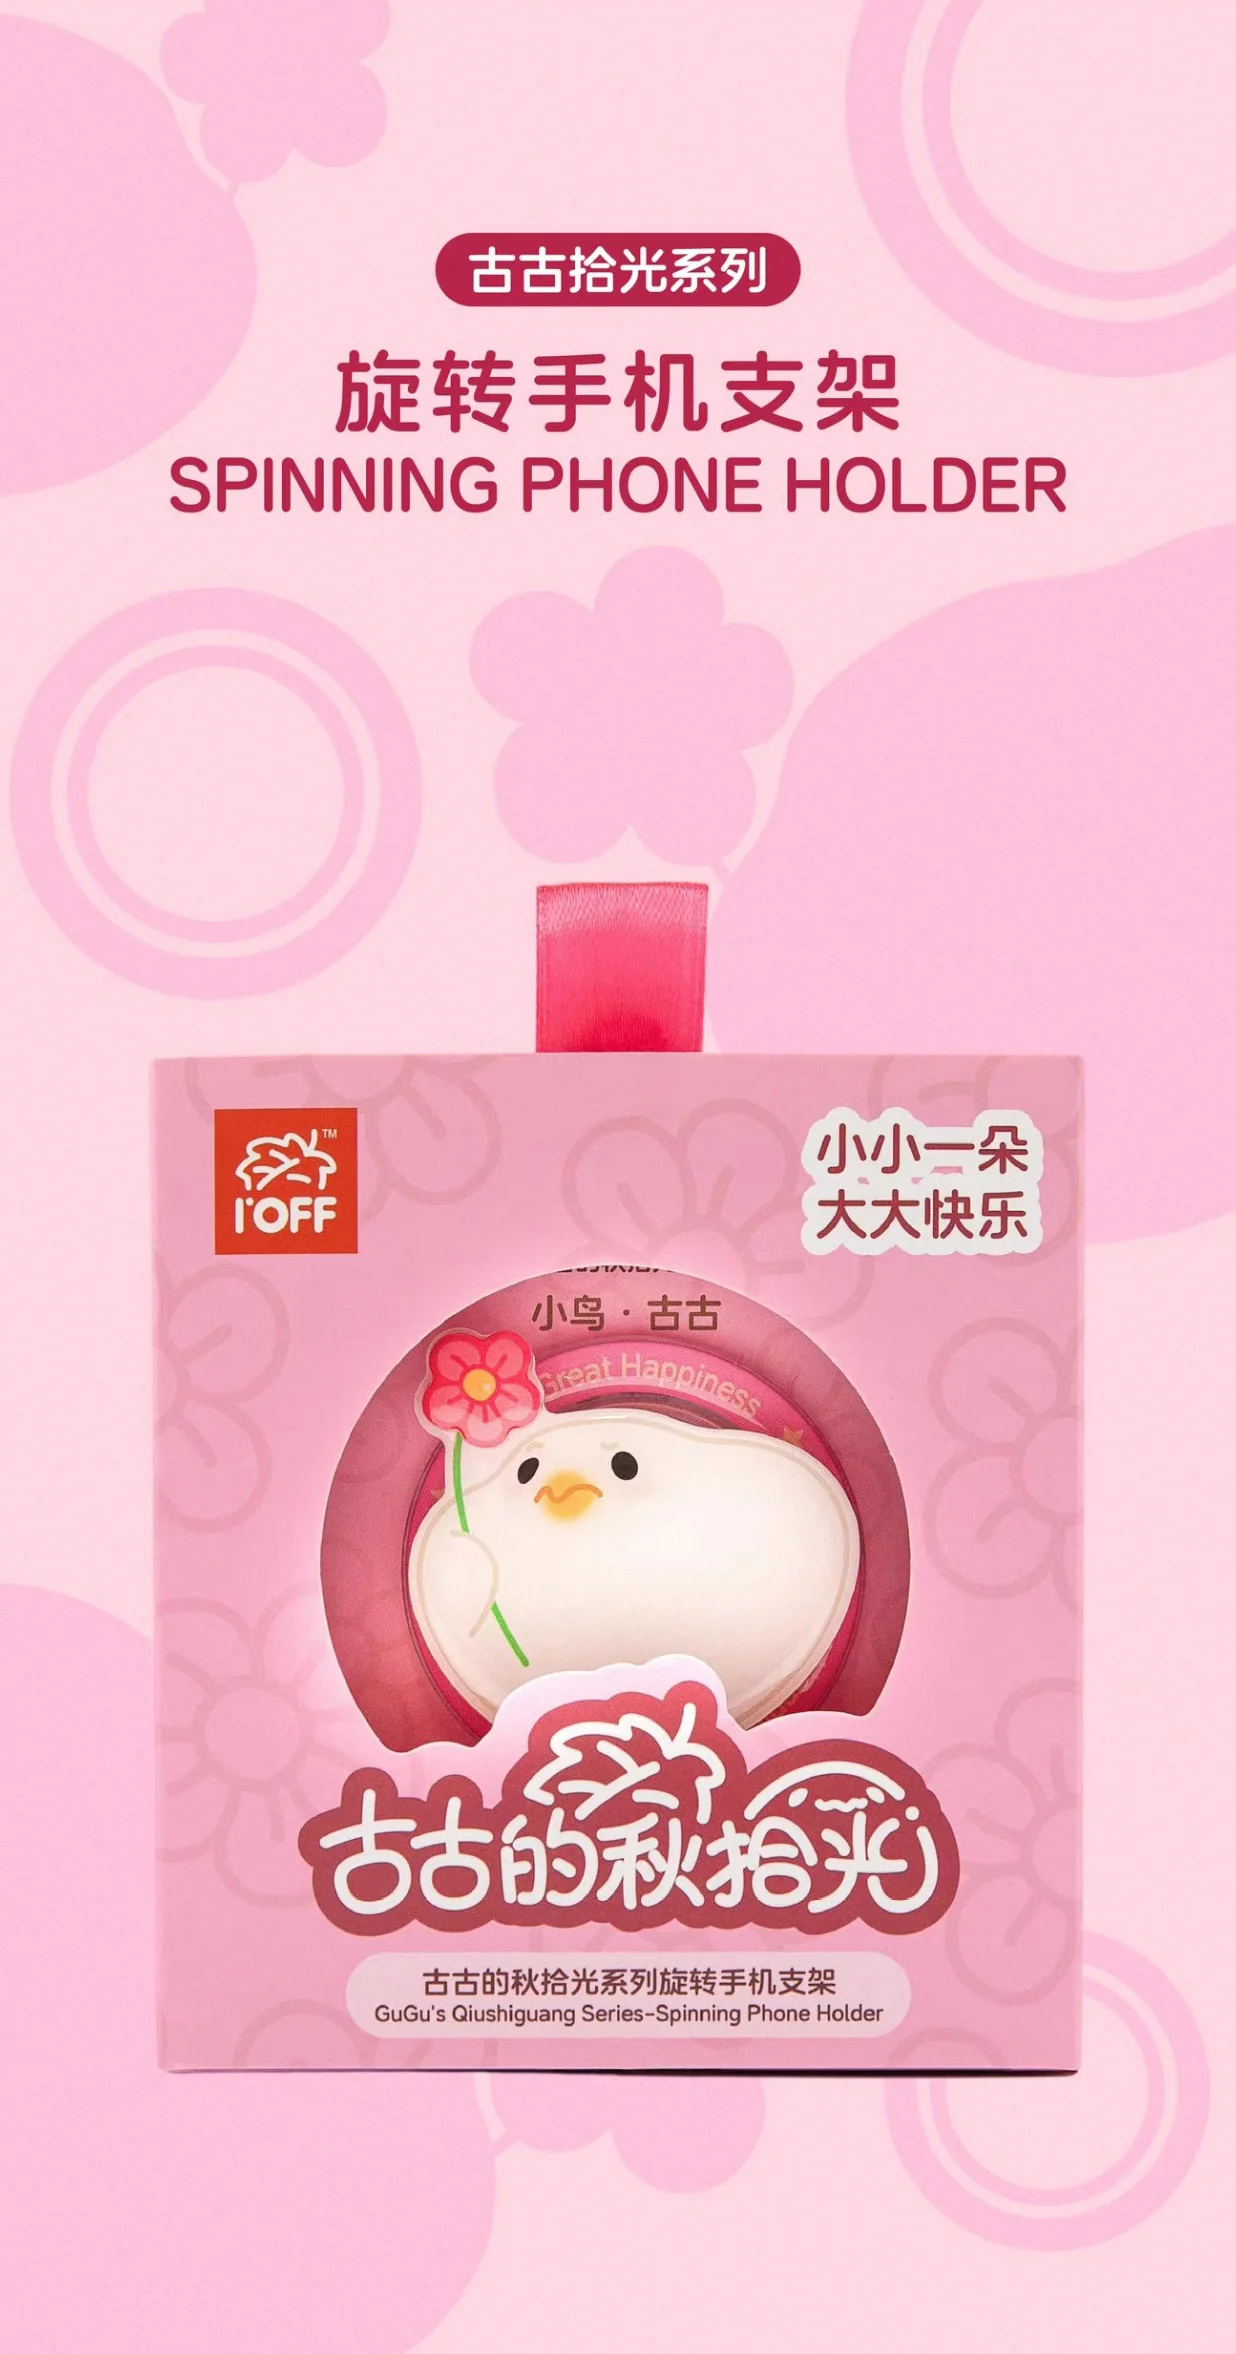 古古拾光系列
旋转手机支架
SPINNING PHONE HOLDER
TM
I'OFF
小小一朵
大大快乐
小鸟·古古
Great Happiness
古古的秋拾光
古古的秋拾光系列旋转手机支架
GuGu's Qiushiguang Series-Spinning Phone Holder